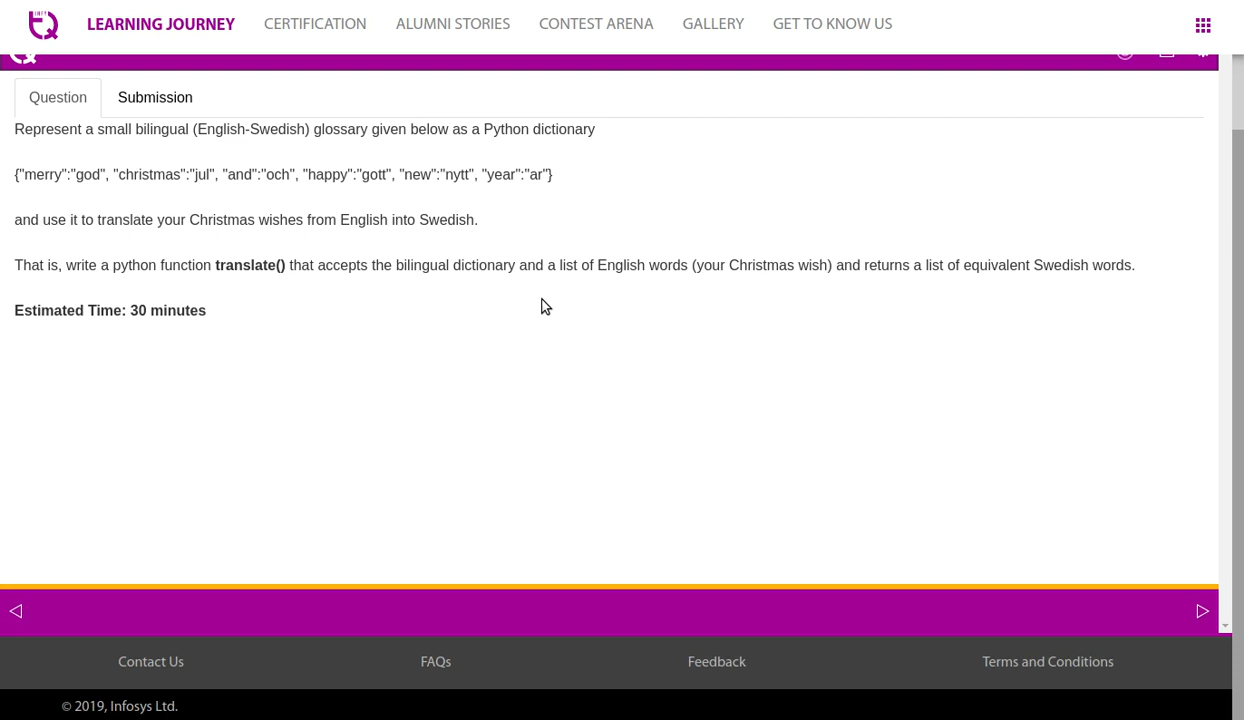 LEARNING JOURNEY CERTIFICATION ALUMNI STORIES CONTEST ARENA GALLERY GET TO KNOW US
Question Submission
Represent a small bilingual (English-Swedish) glossary given below as a Python dictionary
{"merry":"god", "christmas":"jul", "and":"och", "happy":"gott", "new":"nytt", "year":"ar"}
and use it to translate your Christmas wishes from English into Swedish.
That is, write a python function translate() that accepts the bilingual dictionary and a list of English words (your Christmas wish) and returns a list of equivalent Swedish words.
Estimated Time: 30 minutes
Contact Us FAQs Feedback Terms and Conditions
© 2019, Infosys Ltd.